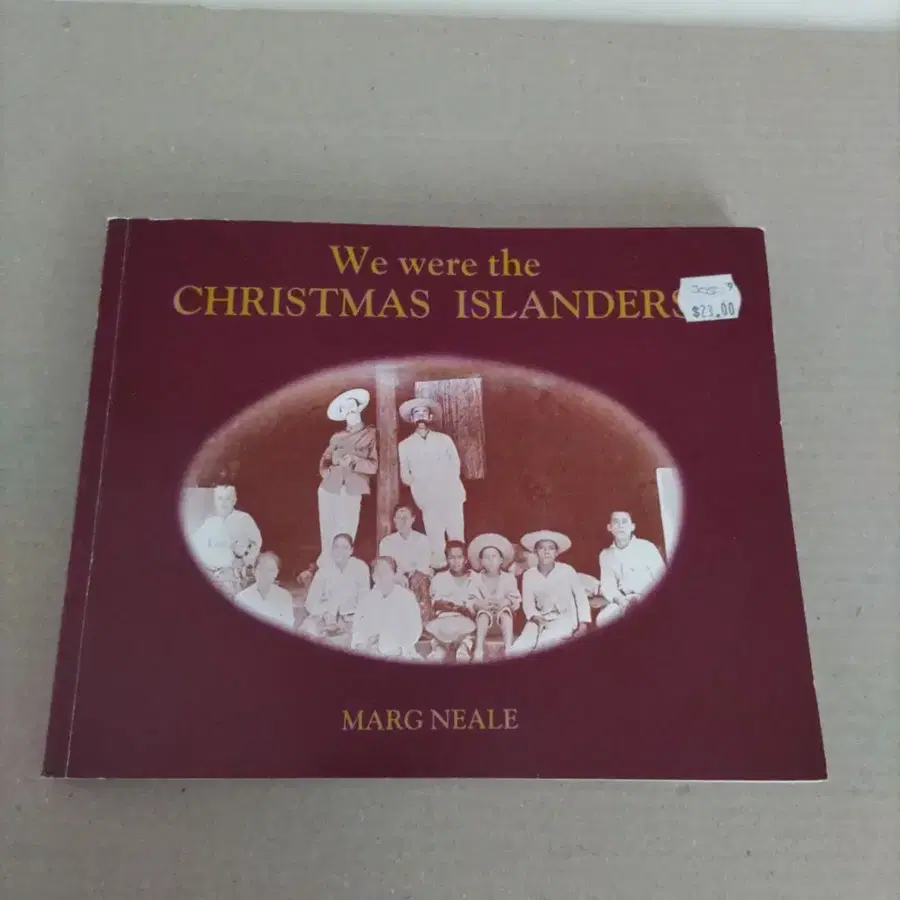 We were the
CHRISTMAS ISLANDERS
$23.00
MARG NEALE